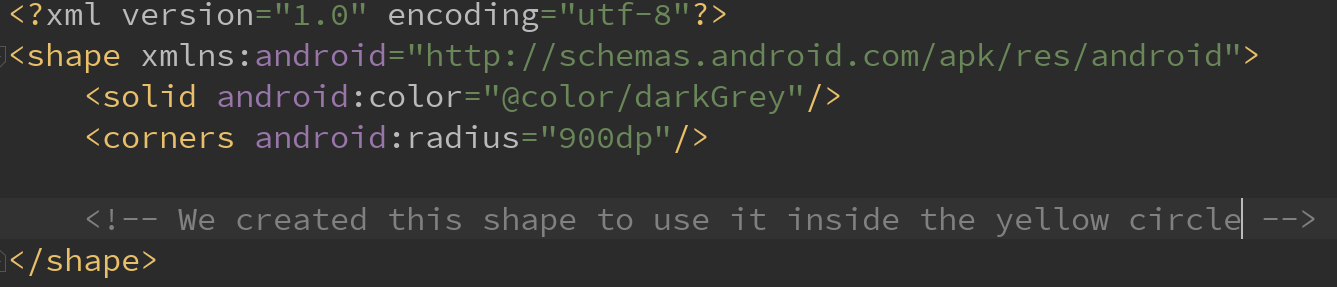 <?xml version="1.0" encoding="utf-8"?>
<shape xmlns:android="http://schemas.android.com/apk/res/android">
    <solid android:color="@color/darkGrey"/>
    <corners android:radius="900dp"/>

    <!-- We created this shape to use it inside the yellow circle -->
</shape>